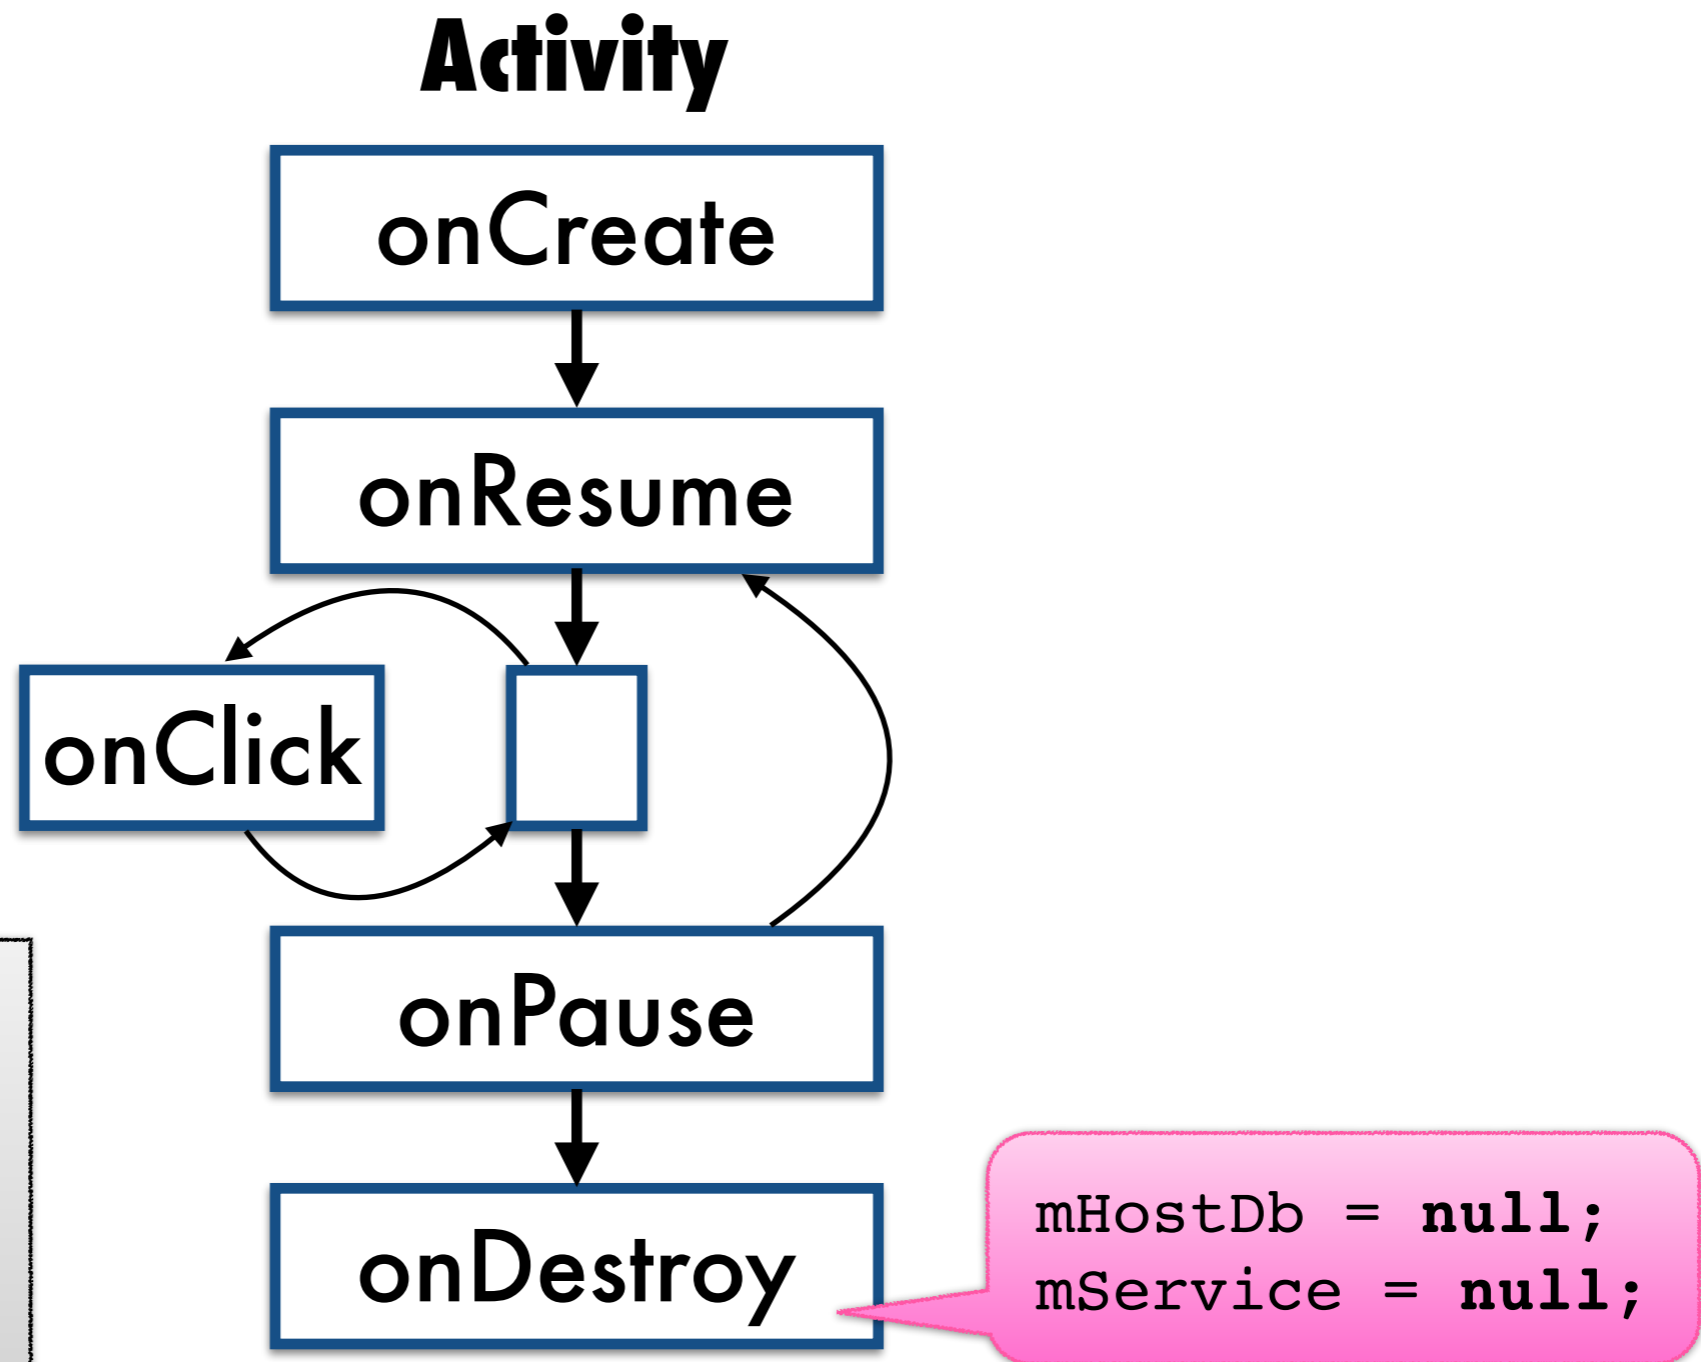 Activity
onCreate
onResume
onClick
onPause
onDestroy
mHostDb = null;
mService = null;